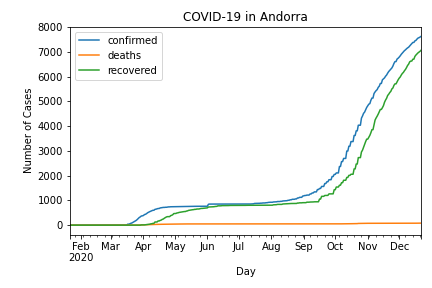 COVID-19 in Andorra
8000
7000
6000
5000
4000
3000
2000
1000
0
Number of Cases
confirmed
deaths
recovered
Feb Mar Apr May Jun Jul Aug Sep Oct Nov Dec
2020
Day